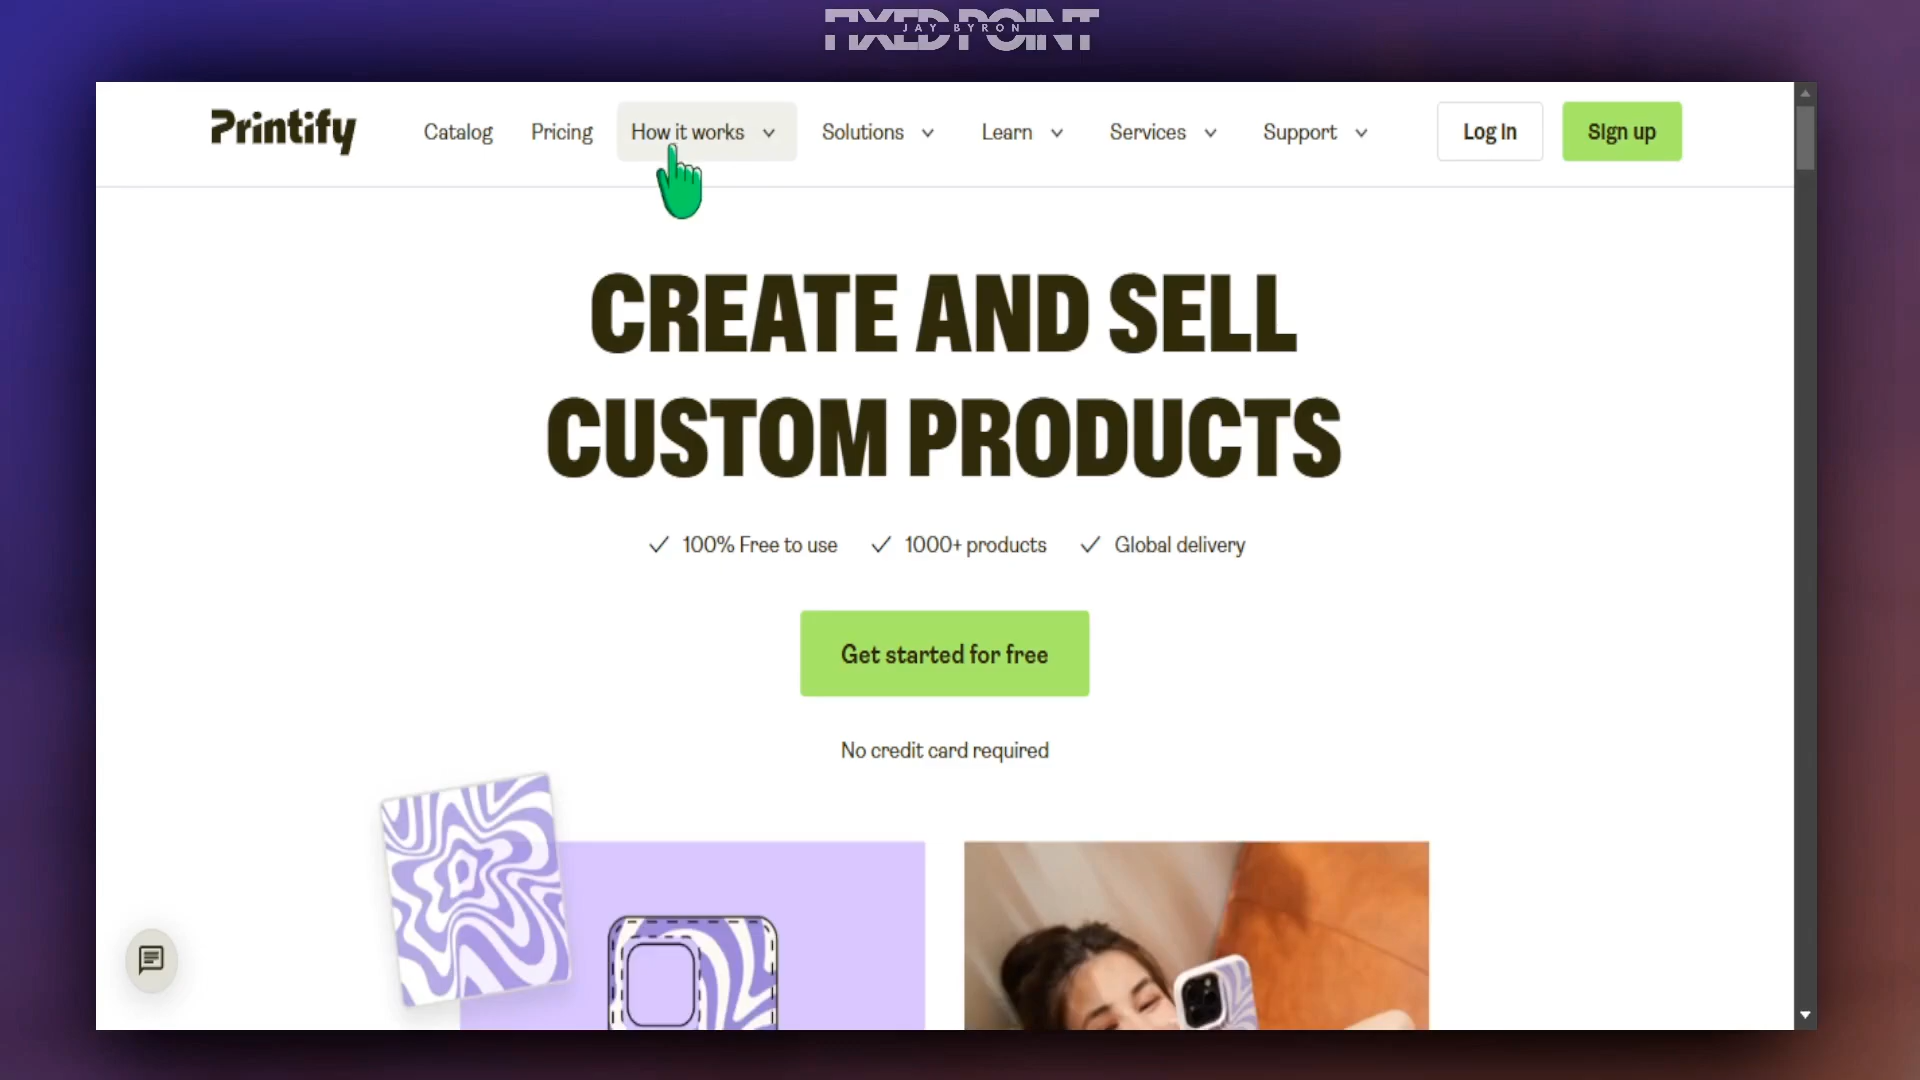 FIXED POINT
JAY BYRON
Printify
Catalog
Pricing
How it works
Solutions
Learn
Services
Support
Log in
Sign up
CREATE AND SELL
CUSTOM PRODUCTS
100% Free to use
1000+ products
Global delivery
Get started for free
No credit card required